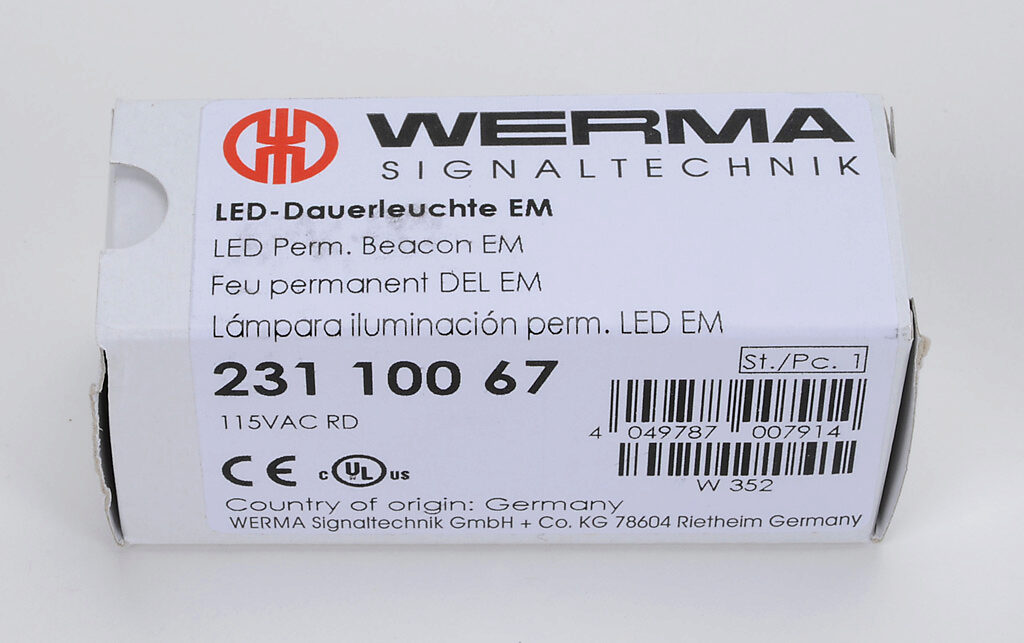 WERMA
SIGNALTECHNIK
LED-Dauerleuchte EM
LED Perm. Beacon EM
Feu permanent DEL EM
Lámpara iluminación perm. LED EM
231 100 67
St./Pc. 1
115VAC RD
4 049787 007914
CE c UL us
W 352
Country of origin: Germany
WERMA Signaltechnik GmbH + Co. KG 78604 Rietheim Germany